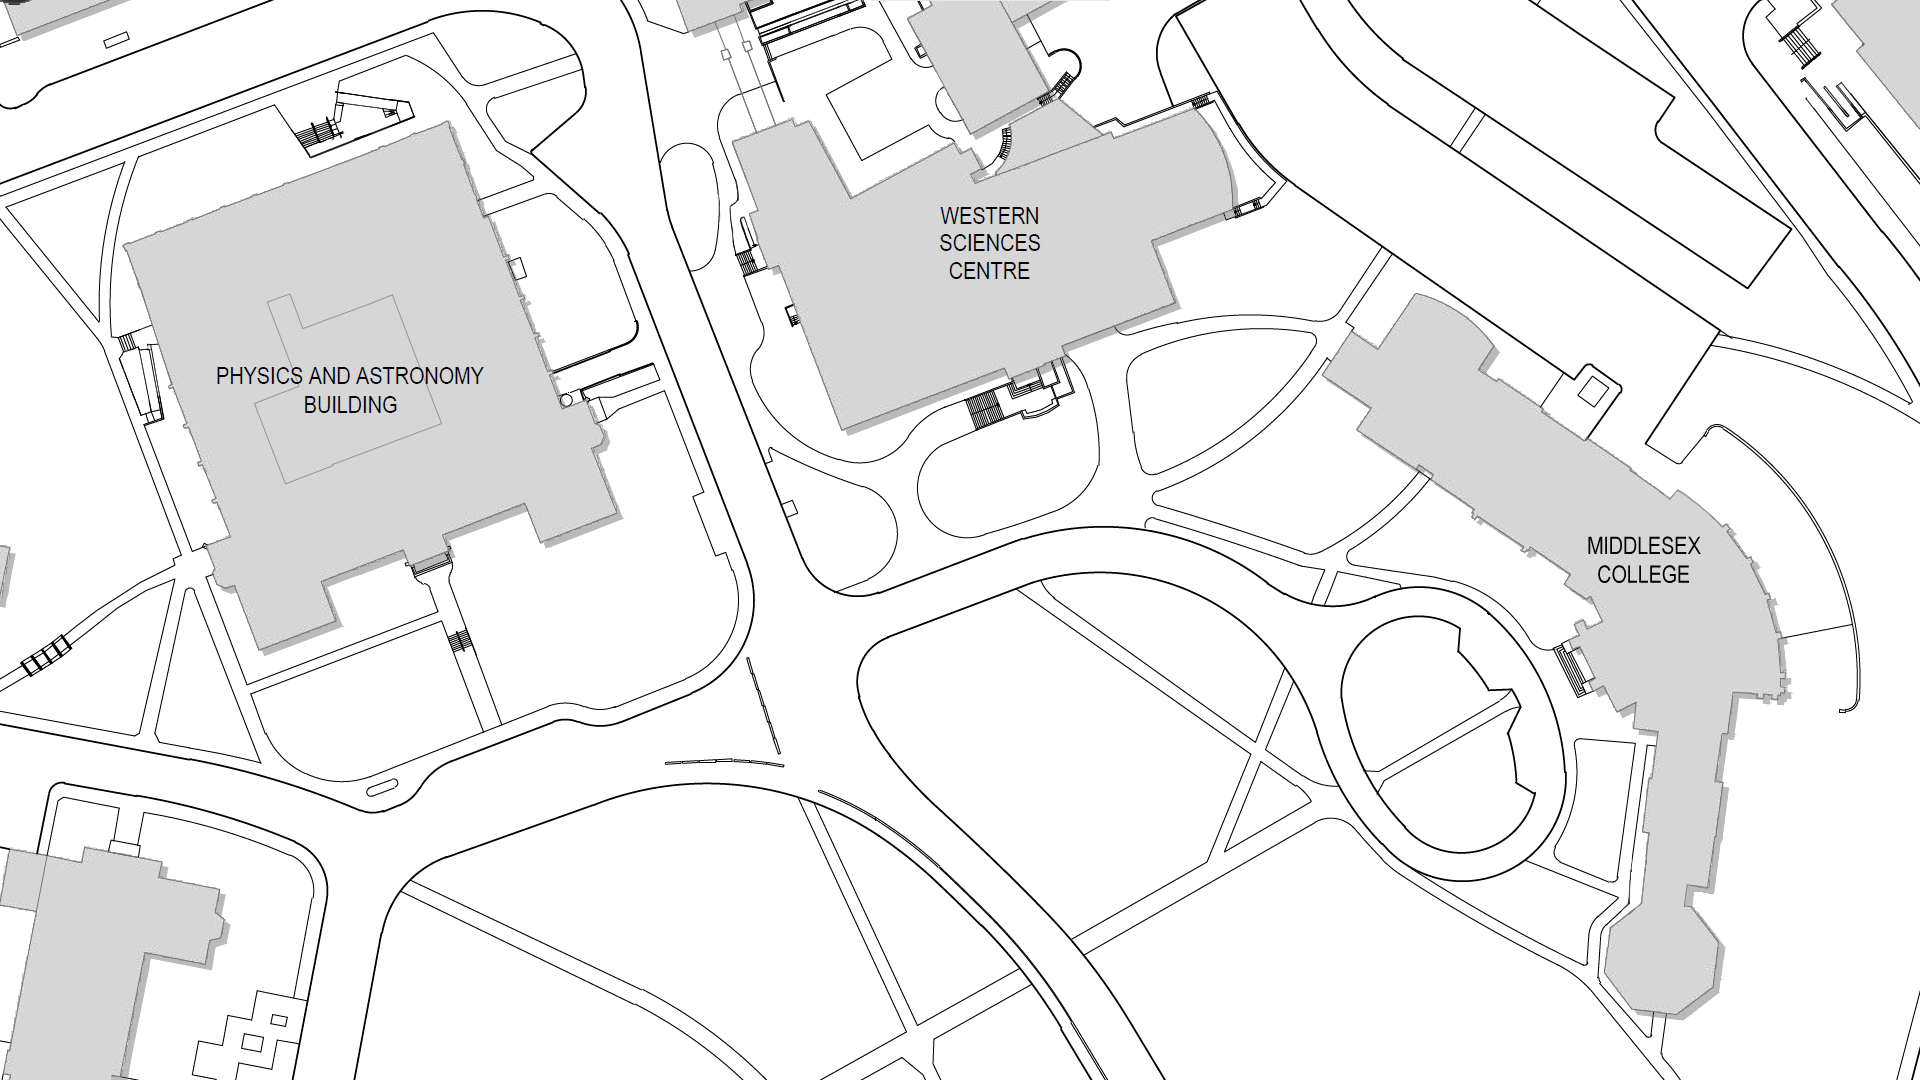 WESTERN
SCIENCES
CENTRE
PHYSICS AND ASTRONOMY
BUILDING
MIDDLESEX
COLLEGE